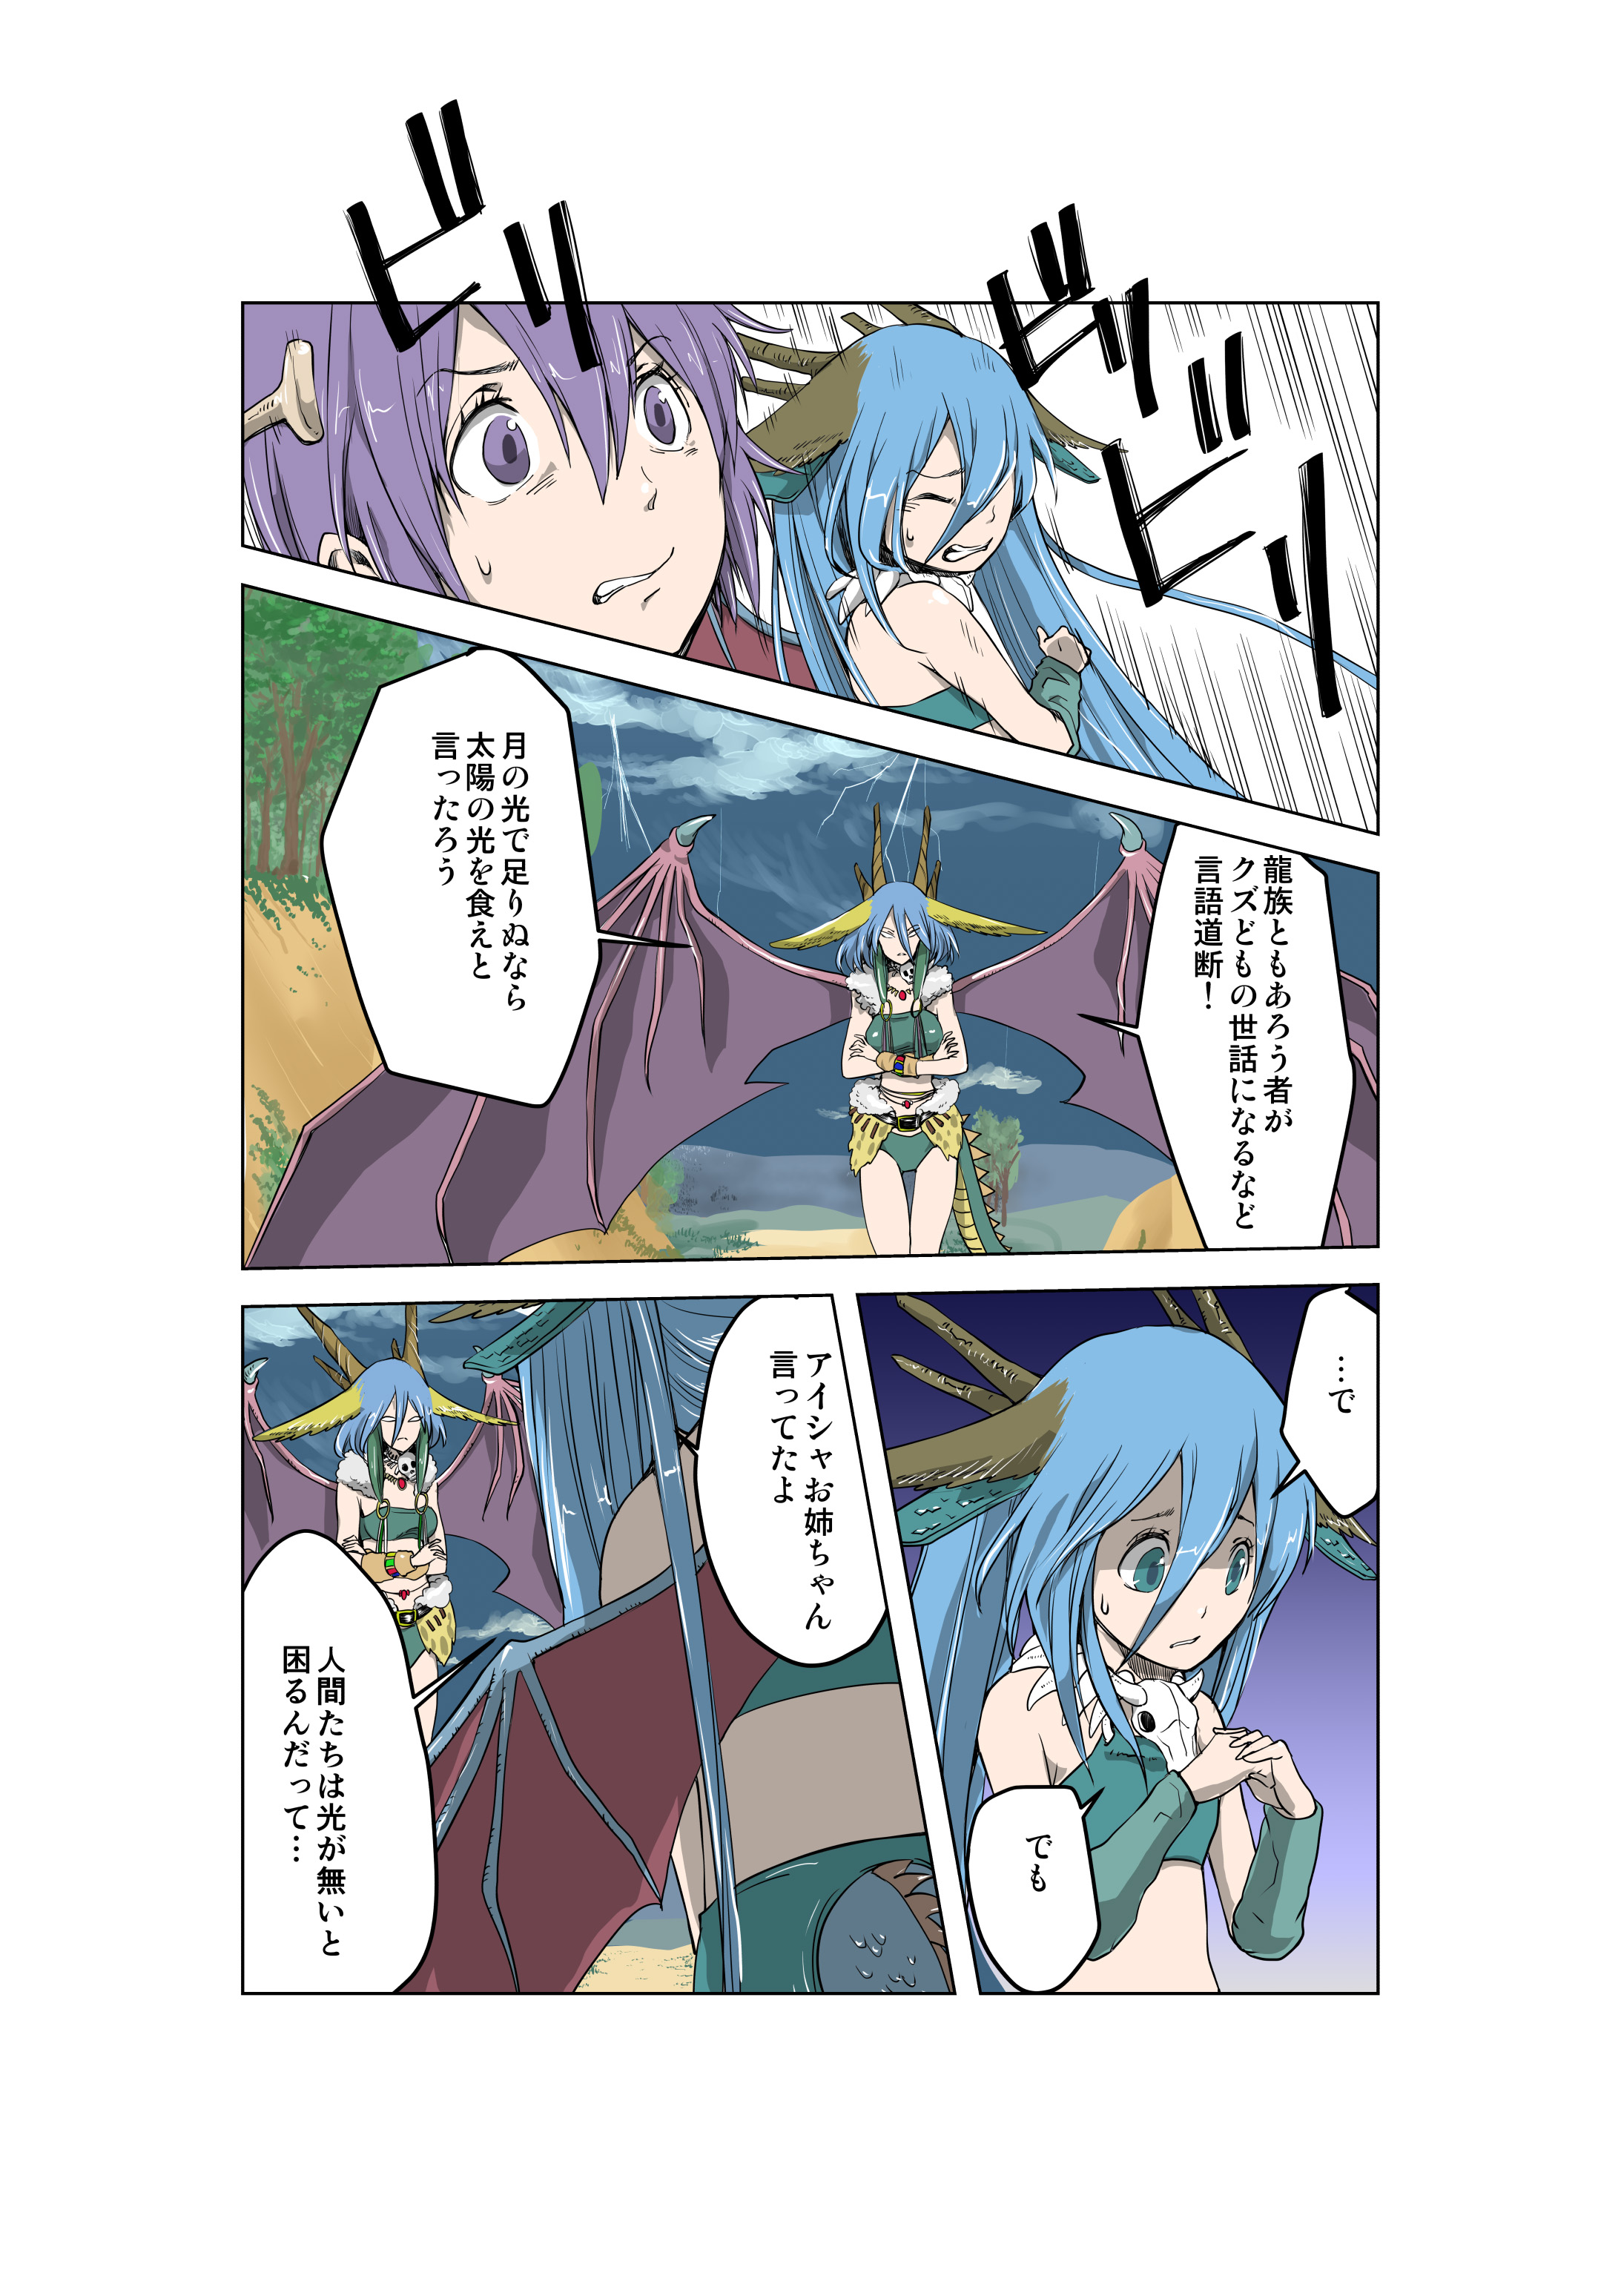 ビリ
ビリ
ビリ
龍族ともあろう者が
クズどもの世話になるなど
言語道断！
月の光で足りぬなら
太陽の光を食えと
言ったろう
…で
でも
アイシャお姉ちゃん
言ってたよ
人間たちは光が無いと
困るんだって…